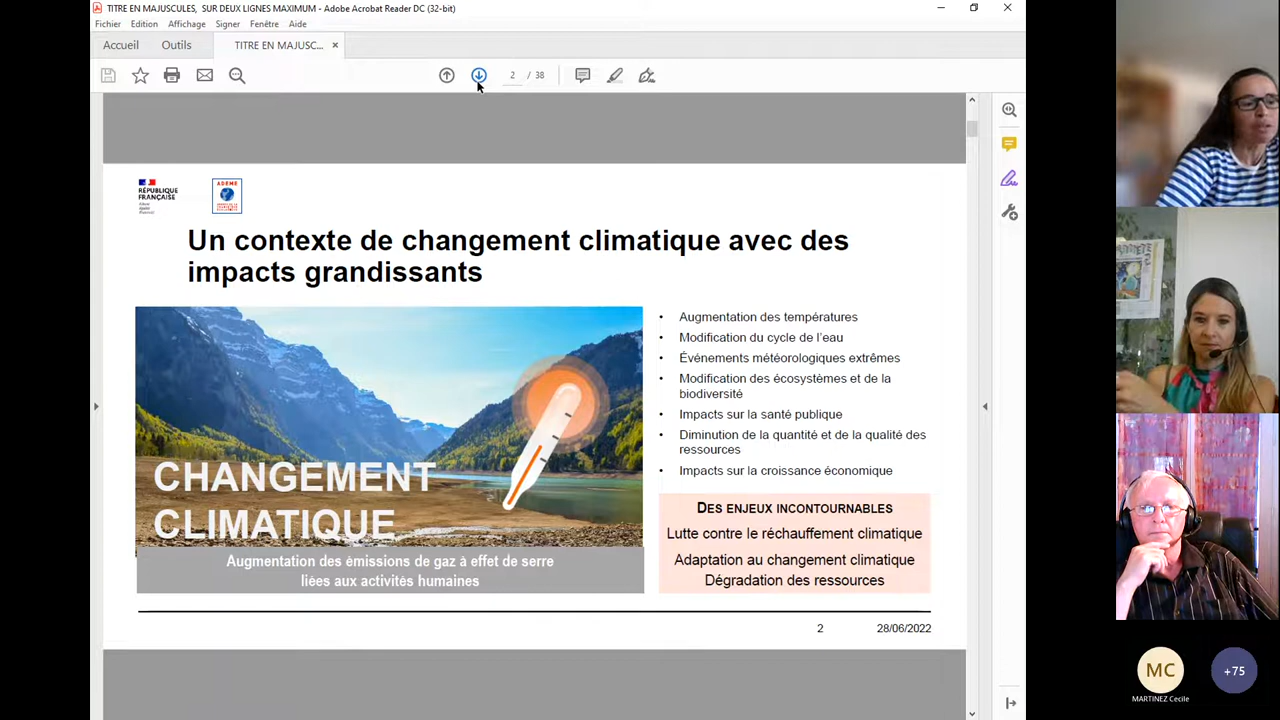 TITRE EN MAJUSCULES, SUR DEUX LIGNES MAXIMUM - Adobe Acrobat Reader DC (32-bit)
Fichier Edition Affichage Signer Fenêtre Aide
Accueil Outils TITRE EN MAJUSC... ×
2 / 38
RÉPUBLIQUE
FRANÇAISE
ADEME
Un contexte de changement climatique avec des
impacts grandissants
CHANGEMENT
CLIMATIQUE
Augmentation des émissions de gaz à effet de serre
liées aux activités humaines
• Augmentation des températures
• Modification du cycle de l'eau
• Événements météorologiques extrêmes
• Modification des écosystèmes et de la
biodiversité
• Impacts sur la santé publique
• Diminution de la quantité et de la qualité des
ressources
• Impacts sur la croissance économique
DES ENJEUX INCONTOURNABLES
Lutte contre le réchauffement climatique
Adaptation au changement climatique
Dégradation des ressources
2 28/06/2022
MC
MARTINEZ Cecile
+75